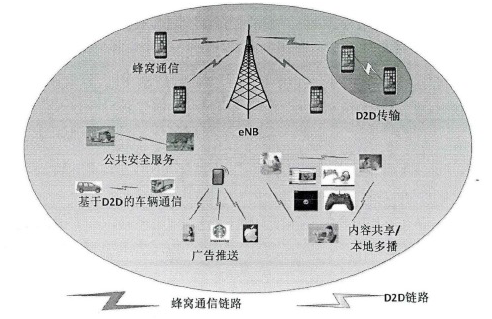 蜂窝通信
eNB
D2D传输
公共安全服务
基于D2D的车辆通信
广告推送
内容共享/
本地多播
蜂窝通信链路
D2D链路